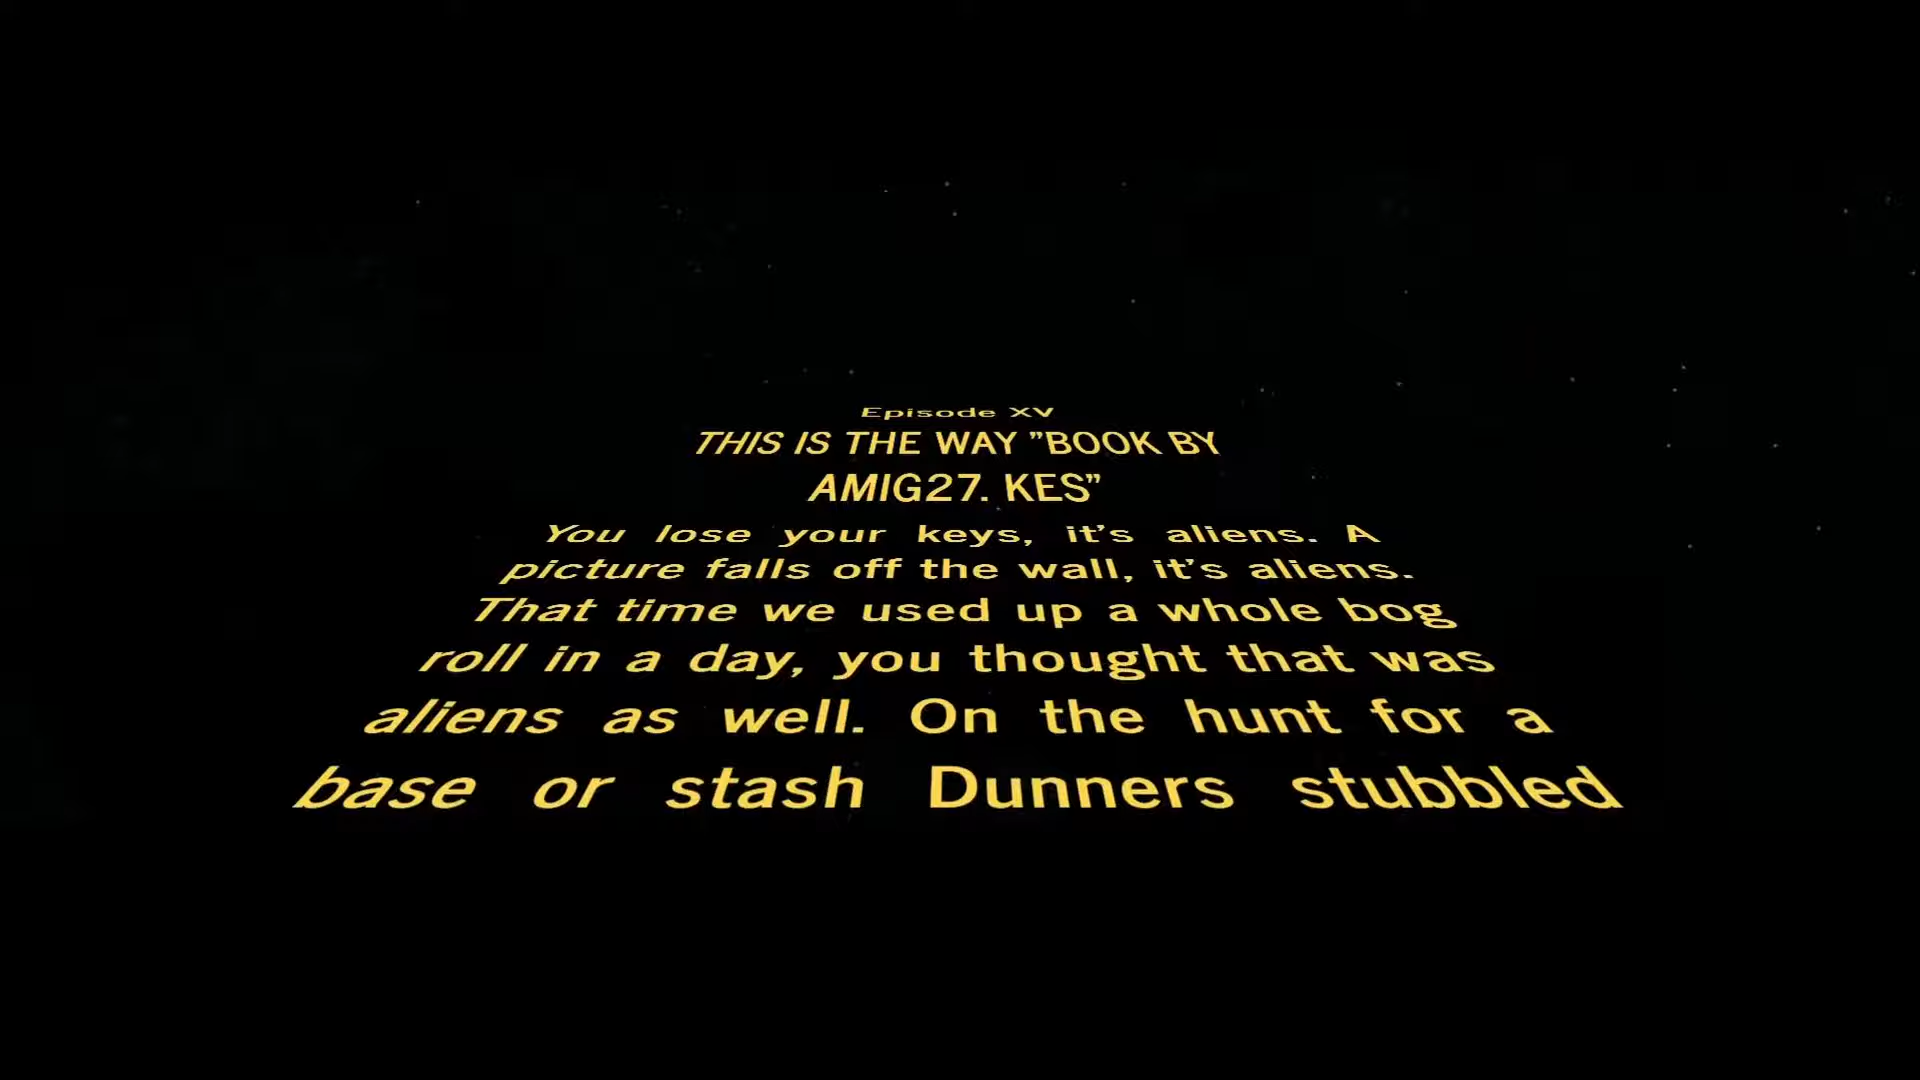 Episode XV
THIS IS THE WAY ”BOOK BY
AMIG27. KES”
You lose your keys, it’s aliens. A
picture falls off the wall, it’s aliens.
That time we used up a whole bog
roll in a day, you thought that was
aliens as well. On the hunt for a
base or stash Dunners stubbled